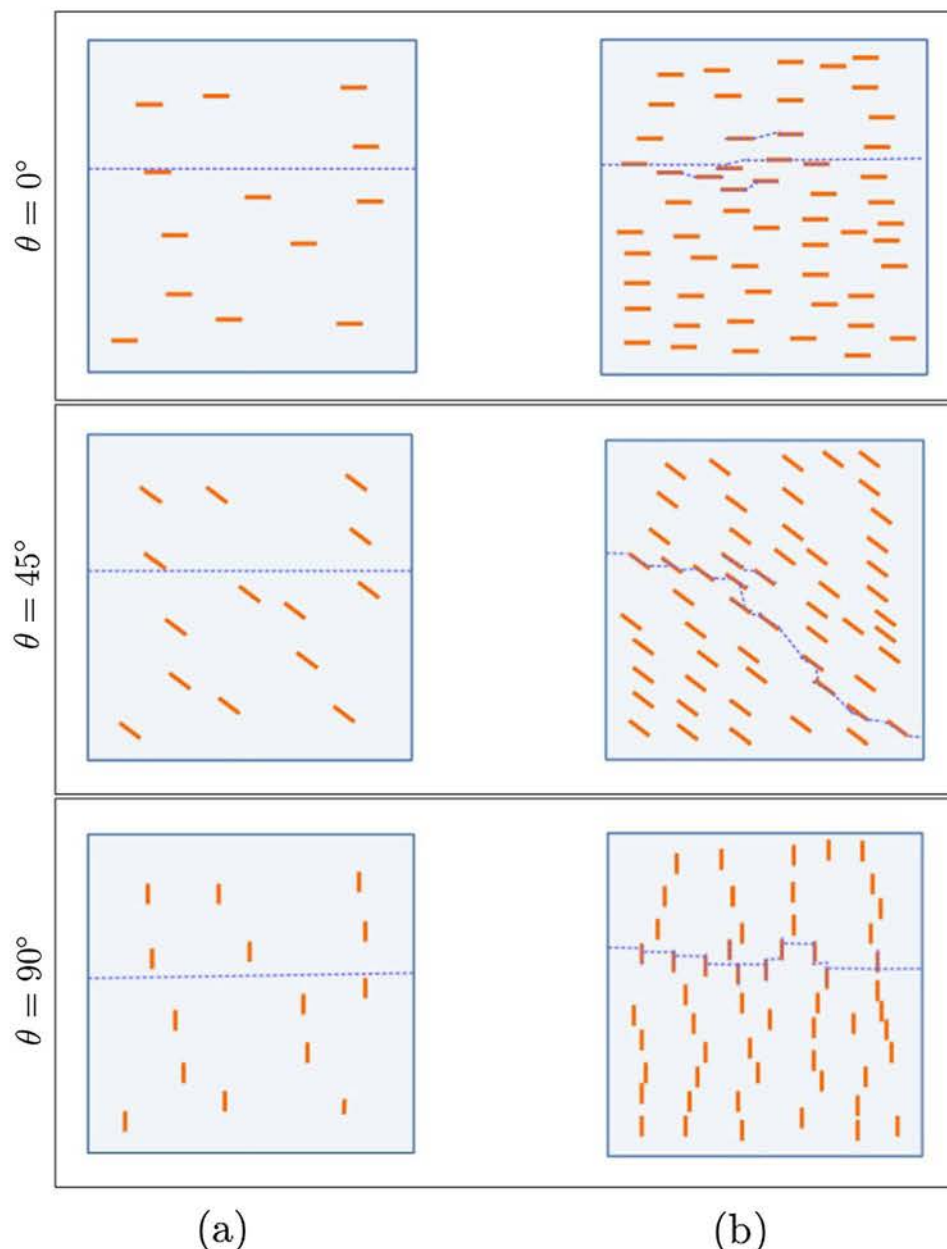 θ = 0°
θ = 45°
θ = 90°
(a) (b)